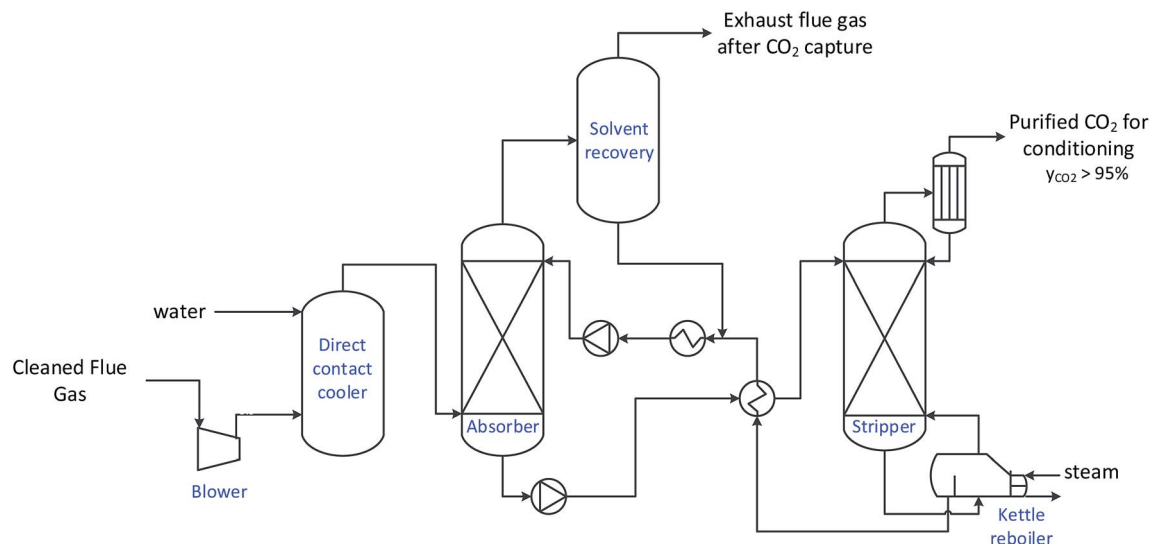 Exhaust flue gas
after CO₂ capture
Solvent
recovery
Purified CO₂ for
conditioning
yCO2 > 95%
water
Direct
contact
cooler
Cleaned Flue
Gas
Absorber
Stripper
steam
Blower
Kettle
reboiler